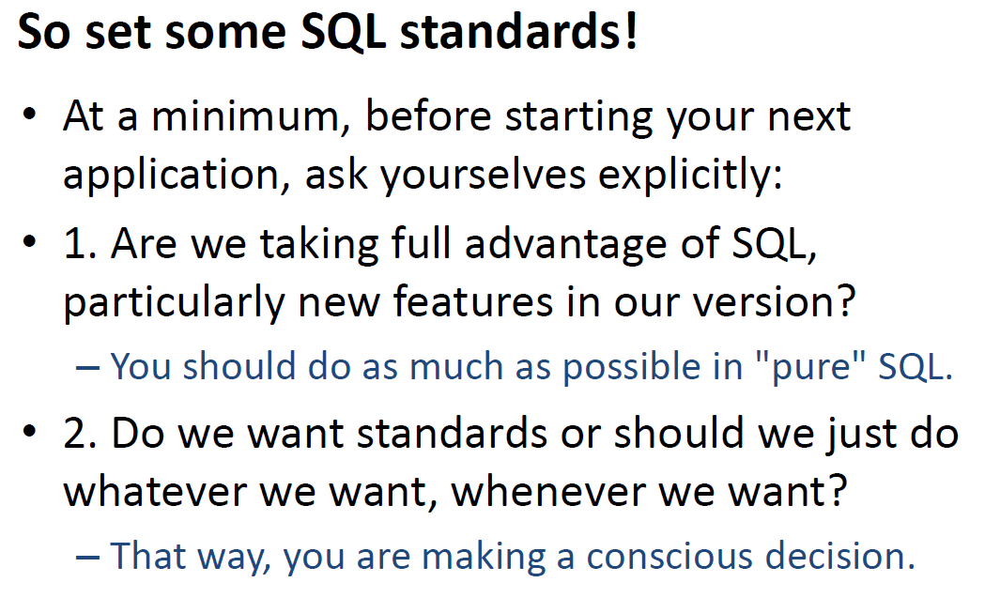 So set some SQL standards!
• At a minimum, before starting your next
application, ask yourselves explicitly:
• 1. Are we taking full advantage of SQL,
particularly new features in our version?
– You should do as much as possible in "pure" SQL.
• 2. Do we want standards or should we just do
whatever we want, whenever we want?
– That way, you are making a conscious decision.